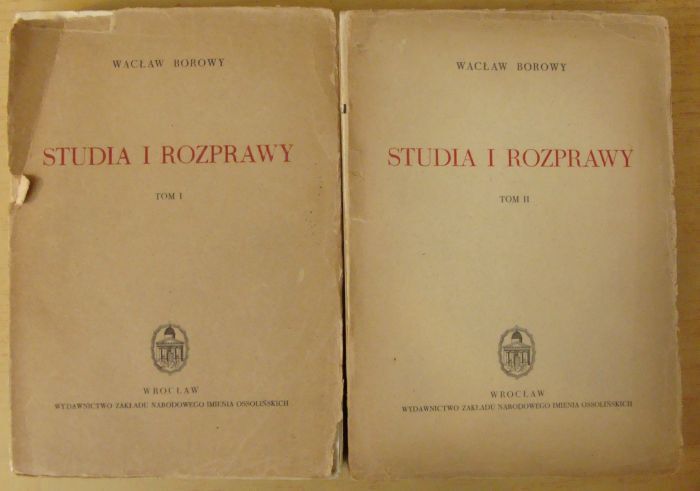 WACŁAW BOROWY
STUDIA I ROZPRAWY
TOM I
WROCŁAW
WYDAWNICTWO ZAKŁADU NARODOWEGO IMIENIA OSSOLIŃSKICH
WACŁAW BOROWY
STUDIA I ROZPRAWY
TOM II
WROCŁAW
WYDAWNICTWO ZAKŁADU NARODOWEGO IMIENIA OSSOLIŃSKICH